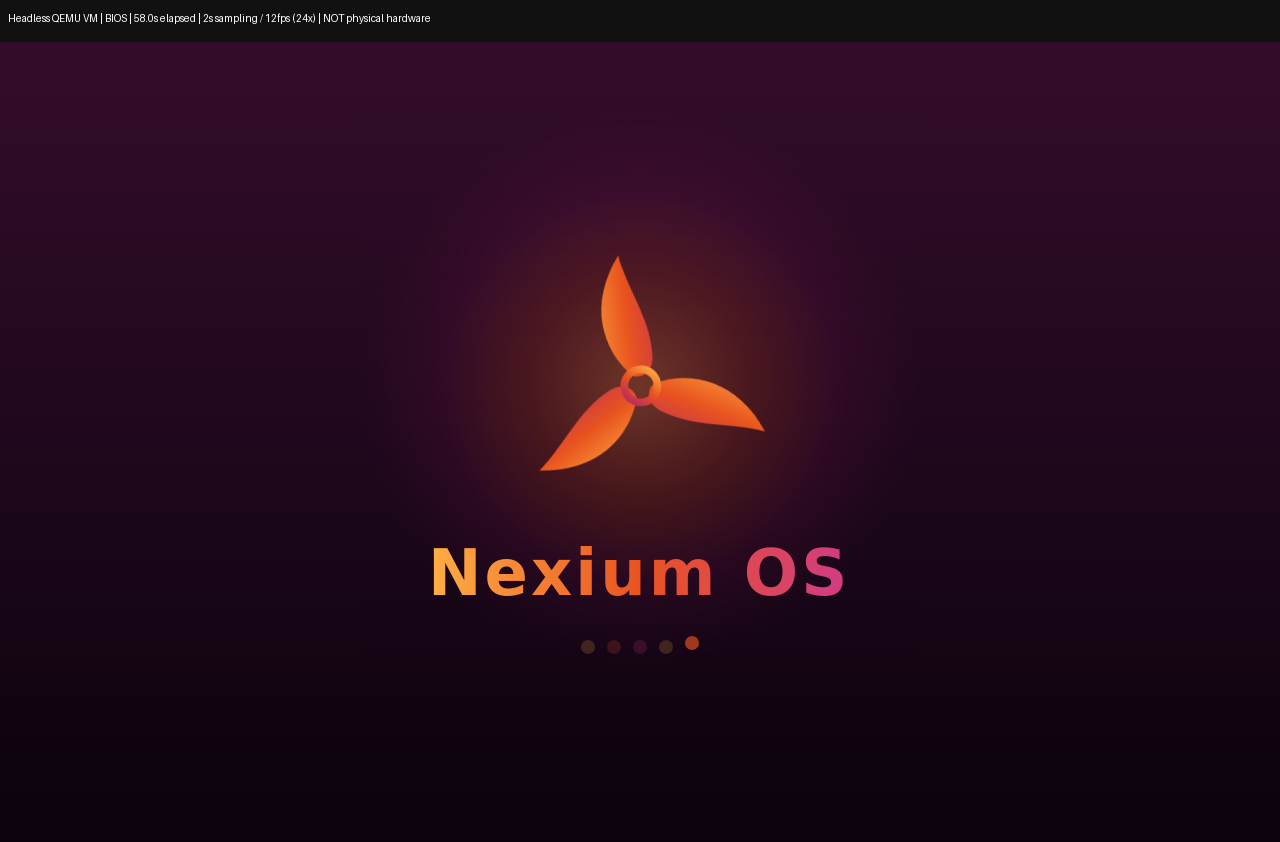 Headless QEMU VM | BIOS | 58.0s elapsed | 2s sampling / 12fps (24x) | NOT physical hardware
Nexium OS